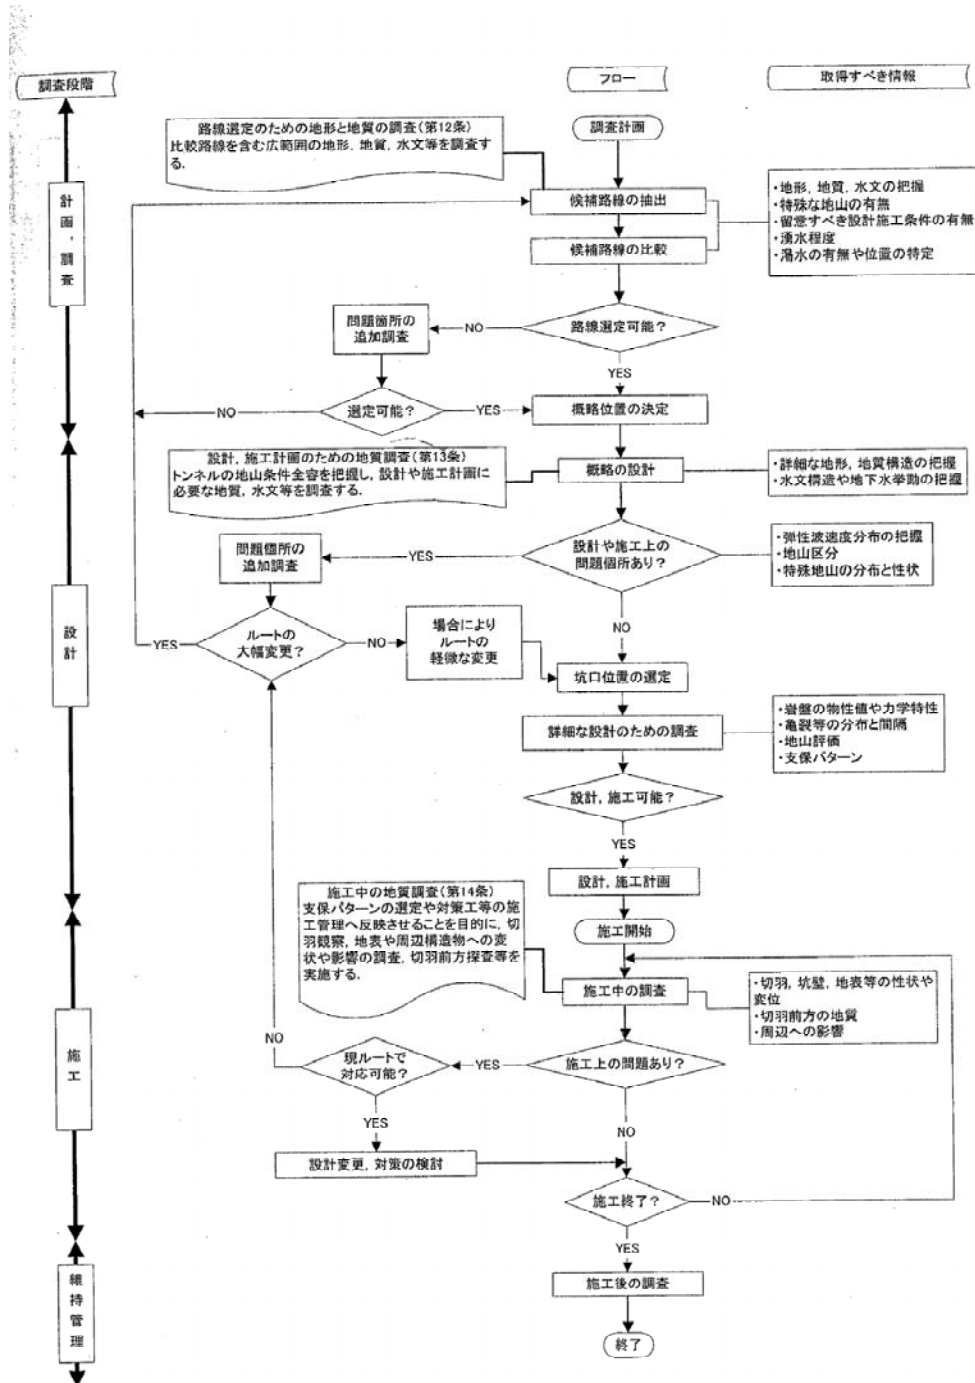 調査段階
フロー
取得すべき情報
調査計画
路線選定のための地形と地質の調査(第12条)
比較路線を含む広範囲の地形, 地質, 水文等を調査す
る.
候補路線の抽出
候補路線の比較
・地形, 地質, 水文の把握
・特殊な地山の有無
・留意すべき設計施工条件の有無
・湧水程度
・渇水の有無や位置の特定
計画・調査
問題箇所の
追加調査
NO
路線選定可能?
YES
NO
選定可能?
YES
概略位置の決定
設計, 施工計画のための地質調査(第13条)
トンネルの地山条件全容を把握し, 設計や施工計画に
必要な地質, 水文等を調査する.
概略の設計
・詳細な地形, 地質構造の把握
・水文構造や地下水挙動の把握
問題個所の
追加調査
YES
設計や施工上の
問題個所あり?
・弾性波速度分布の把握
・地山区分
・特殊地山の分布と性状
設計
YES
ルートの
大幅変更?
NO
場合により
ルートの
軽微な変更
NO
坑口位置の選定
詳細な設計のための調査
・岩盤の物性値や力学特性
・亀裂等の分布と間隔
・地山評価
・支保パターン
設計, 施工可能?
YES
設計, 施工計画
施工開始
施工中の地質調査(第14条)
支保パターンの選定や対策工等の施
工管理へ反映させることを目的に, 切
羽観察, 地表や周辺構造物への変
状や影響の調査, 切羽前方探査等を
実施する.
施工中の調査
・切羽, 坑壁, 地表等の性状や
変位
・切羽前方の地質
・周辺への影響
施工
NO
現ルートで
対応可能?
YES
施工上の問題あり?
YES
NO
設計変更, 対策の検討
施工終了?
NO
YES
施工後の調査
維持管理
終了